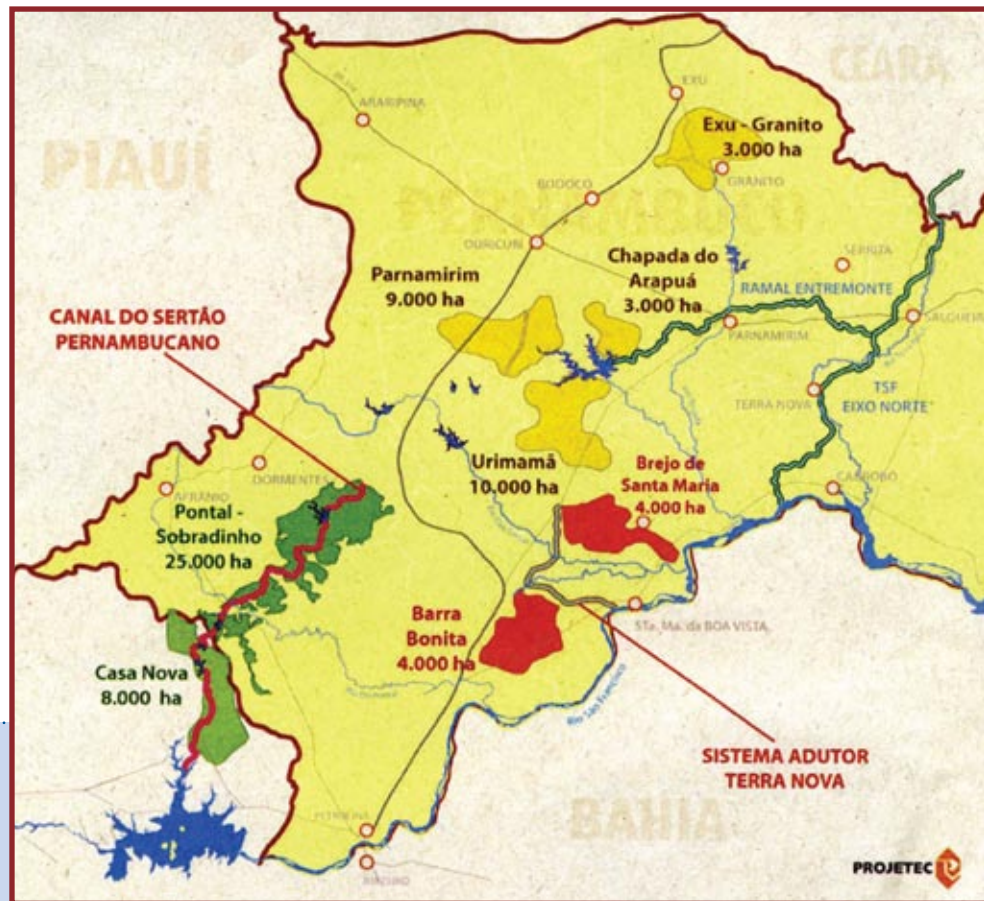 CEARÁ
PIAUÍ
PERNAMBUCO
BAHIA
ARARIPINA
EXU
Exu - Granito
3.000 ha
GRANITO
BODOCÓ
OURICURI
Parnamirim
9.000 ha
Chapada do
Arapuá
3.000 ha
SERRITA
RAMAL ENTREMONTE
PARNAMIRIM
CANAL DO SERTÃO
PERNAMBUCANO
TERRA NOVA
TSF
EIXO NORTE
Urimamã
10.000 ha
Brejo de
Santa Maria
4.000 ha
CABROBÓ
AFRÂNIO
DORMENTES
Pontal -
Sobradinho
25.000 ha
Barra
Bonita
4.000 ha
STa. Ma. da BOA VISTA
Casa Nova
8.000 ha
Rio São Francisco
SISTEMA ADUTOR
TERRA NOVA
PETROLINA
PROJETEC